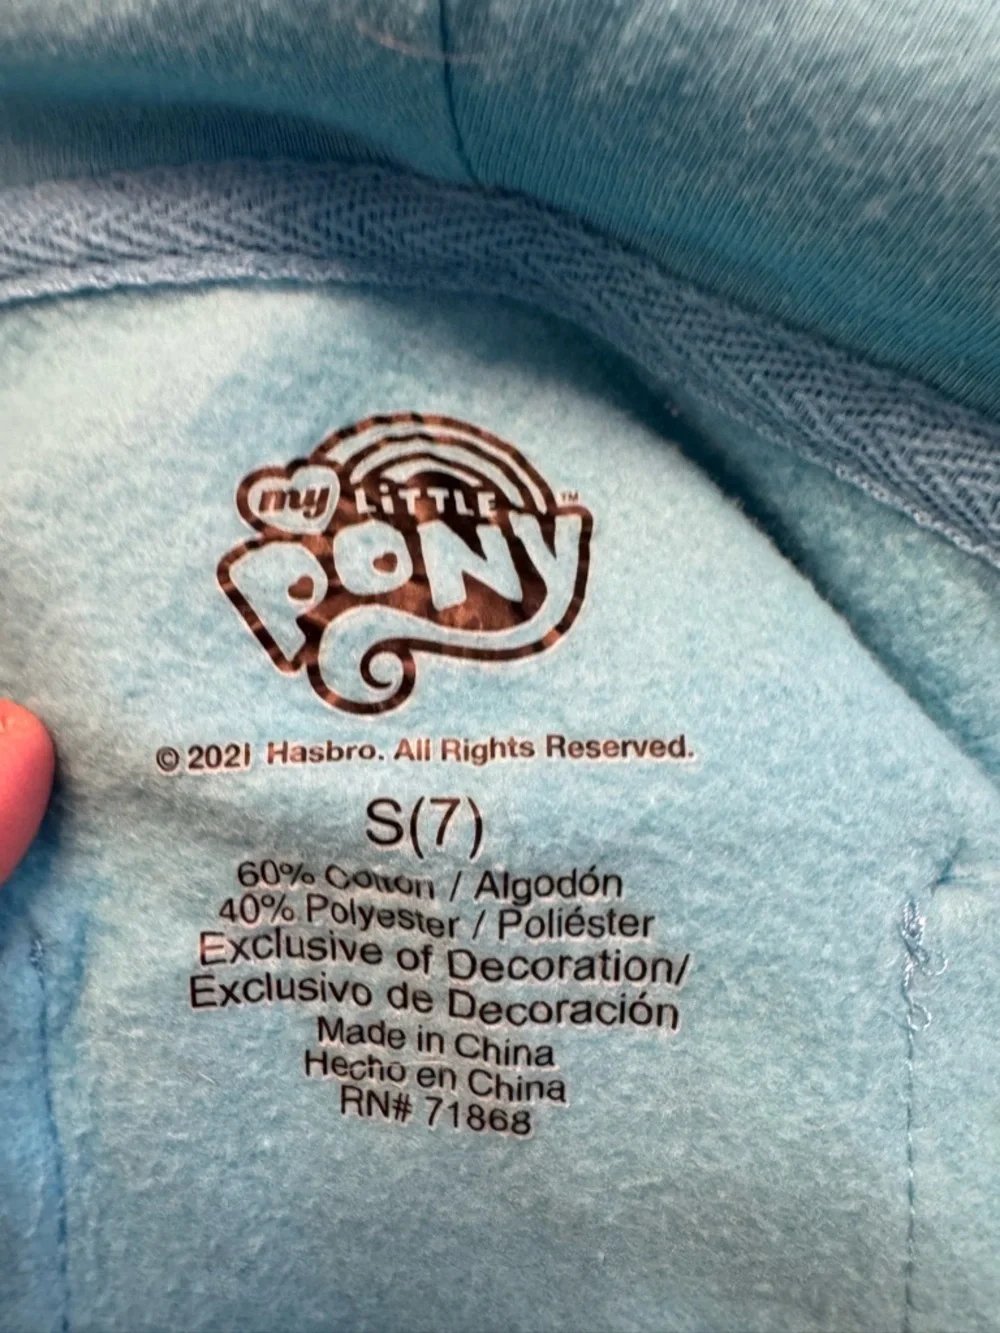 my LiTTLE ™
PONY
© 2021 Hasbro. All Rights Reserved.
S(7)
60% Cotton / Algodón
40% Polyester / Poliéster
Exclusive of Decoration/
Exclusivo de Decoración
Made in China
Hecho en China
RN# 71868